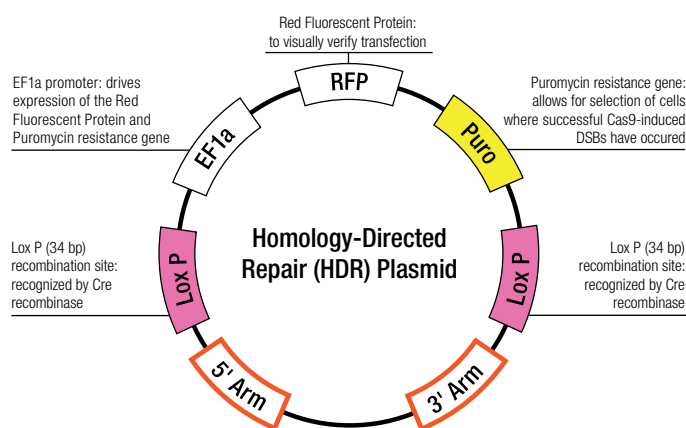 Red Fluorescent Protein:
to visually verify transfection
RFP
EF1a promoter: drives
expression of the Red
Fluorescent Protein and
Puromycin resistance gene
EF1a
Puromycin resistance gene:
allows for selection of cells
where successful Cas9-induced
DSBs have occured
Puro
Homology-Directed
Repair (HDR) Plasmid
Lox P (34 bp)
recombination site:
recognized by Cre
recombinase
Lox P
Lox P
Lox P (34 bp)
recombination site:
recognized by Cre
recombinase
5' Arm
3' Arm